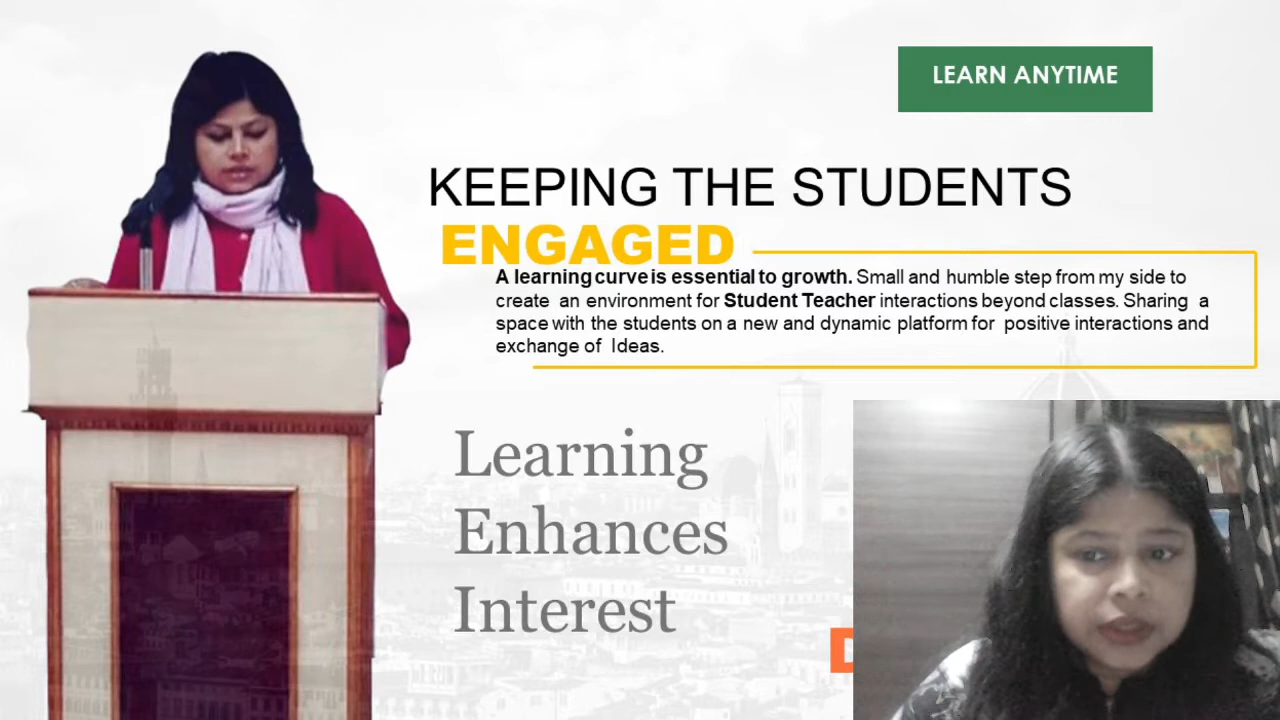 LEARN ANYTIME
KEEPING THE STUDENTS
ENGAGED
A learning curve is essential to growth. Small and humble step from my side to
create an environment for Student Teacher interactions beyond classes. Sharing a
space with the students on a new and dynamic platform for positive interactions and
exchange of Ideas.
Learning
Enhances
Interest